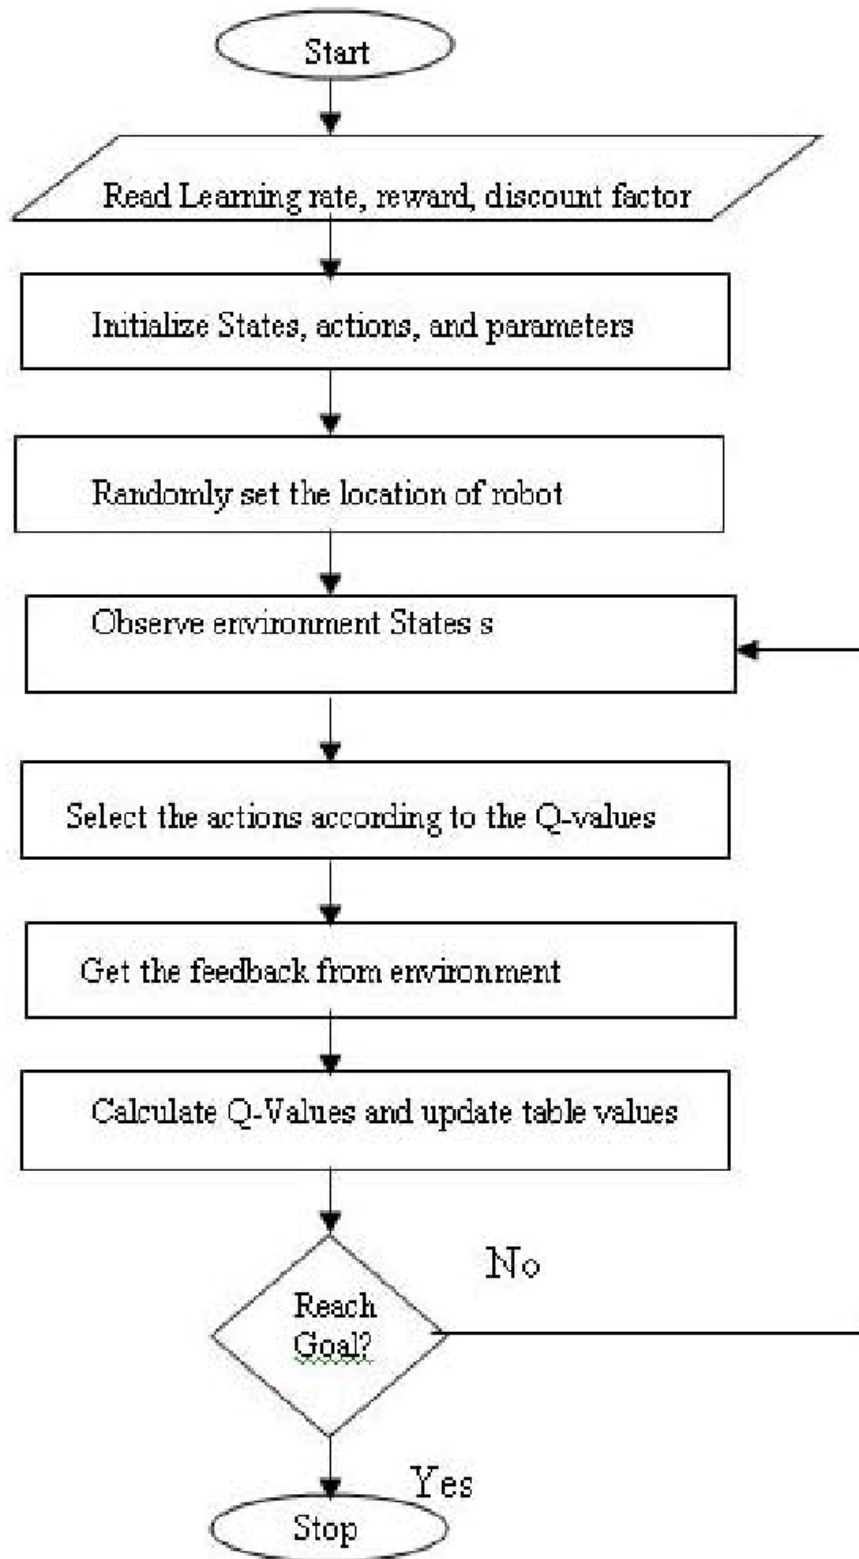 Start
Read Learning rate, reward, discount factor
Initialize States, actions, and parameters
Randomly set the location of robot
Observe environment States s
Select the actions according to the Q-values
Get the feedback from environment
Calculate Q-Values and update table values
No
Reach
Goal?
Yes
Stop